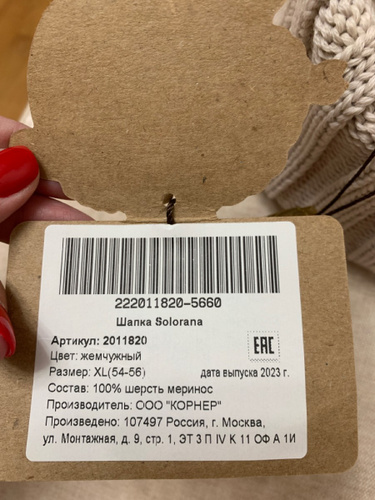 222011820-5660
Шапка Solorana
Артикул: 2011820
Цвет: жемчужный
EAC
Размер: XL(54-56) дата выпуска 2023 г.
Состав: 100% шерсть меринос
Производитель: ООО "КОРНЕР"
Произведено: 107497 Россия, г. Москва,
ул. Монтажная, д. 9, стр. 1, ЭТ 3 П IV К 11 ОФ А 1И